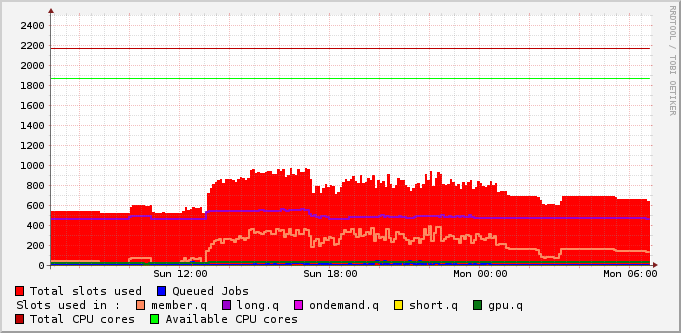 2400
2200
2000
1800
1600
1400
1200
1000
800
600
400
200
0
Sun 12:00 Sun 18:00 Mon 00:00 Mon 06:00
Total slots used Queued Jobs
Slots used in : member.q long.q ondemand.q short.q gpu.q
Total CPU cores Available CPU cores
RRDTOOL / TOBI OETIKER